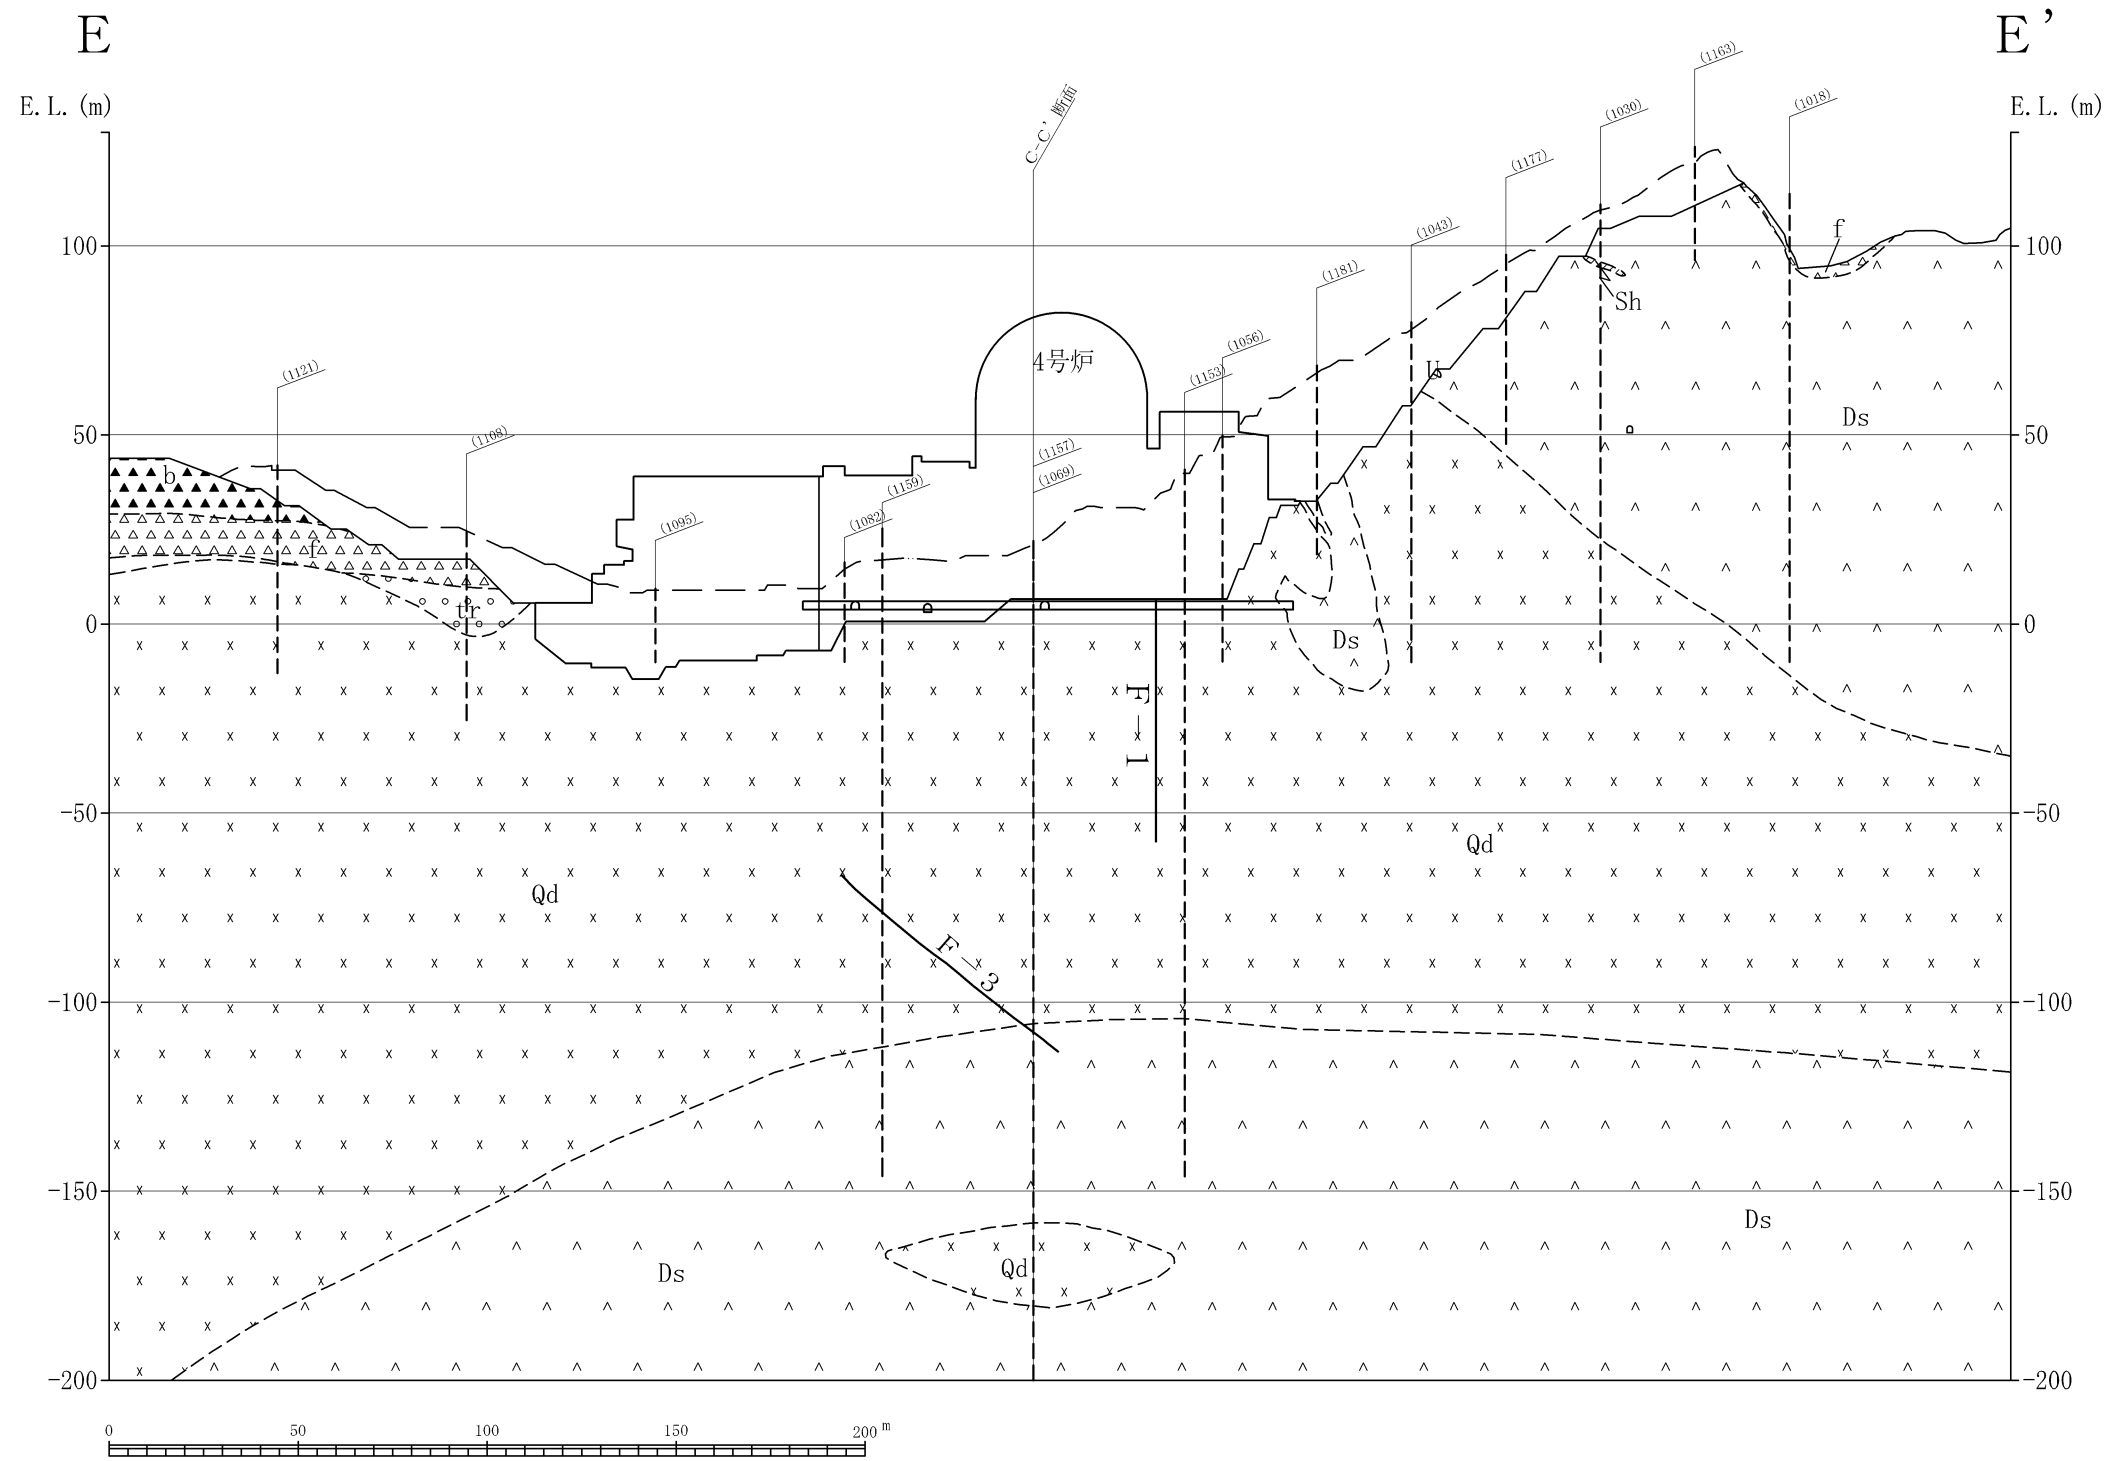 E
E'
E.L.(m)
E.L.(m)
(1163)
(1030)
(1018)
C-C'断面
(1177)
(1043)
(1181)
(1056)
(1153)
(1121)
(1108)
(1157)
(1069)
(1159)
(1082)
(1095)
4号炉
100
100
f
Sh
U
Ds
50
50
b
f
tr
0
0
Ds
F-1
-50
-50
Qd
Qd
F-3
-100
-100
-150
-150
Ds
Qd
Ds
-200
-200
0 50 100 150 200 m